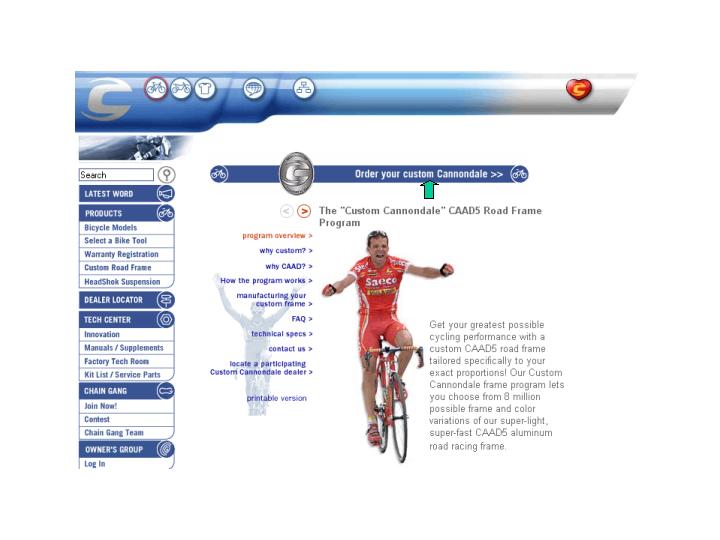 Order your custom Cannondale >>
Search
LATEST WORD
PRODUCTS
Bicycle Models
Select a Bike Tool
Warranty Registration
Custom Road Frame
HeadShok Suspension
DEALER LOCATOR
TECH CENTER
Innovation
Manuals / Supplements
Factory Tech Room
Kit List / Service Parts
CHAIN GANG
Join Now!
Contest
Chain Gang Team
OWNER'S GROUP
Log In
< >
The "Custom Cannondale" CAAD5 Road Frame
Program
program overview >
why custom? >
why CAAD? >
How the program works >
manufacturing your
custom frame >
FAQ >
technical specs >
contact us >
locate a participating
Custom Cannondale dealer >
printable version
Saeco
Get your greatest possible
cycling performance with a
custom CAAD5 road frame
tailored specifically to your
exact proportions! Our Custom
Cannondale frame program lets
you choose from 8 million
possible frame and color
variations of our super-light,
super-fast CAAD5 aluminum
road racing frame.